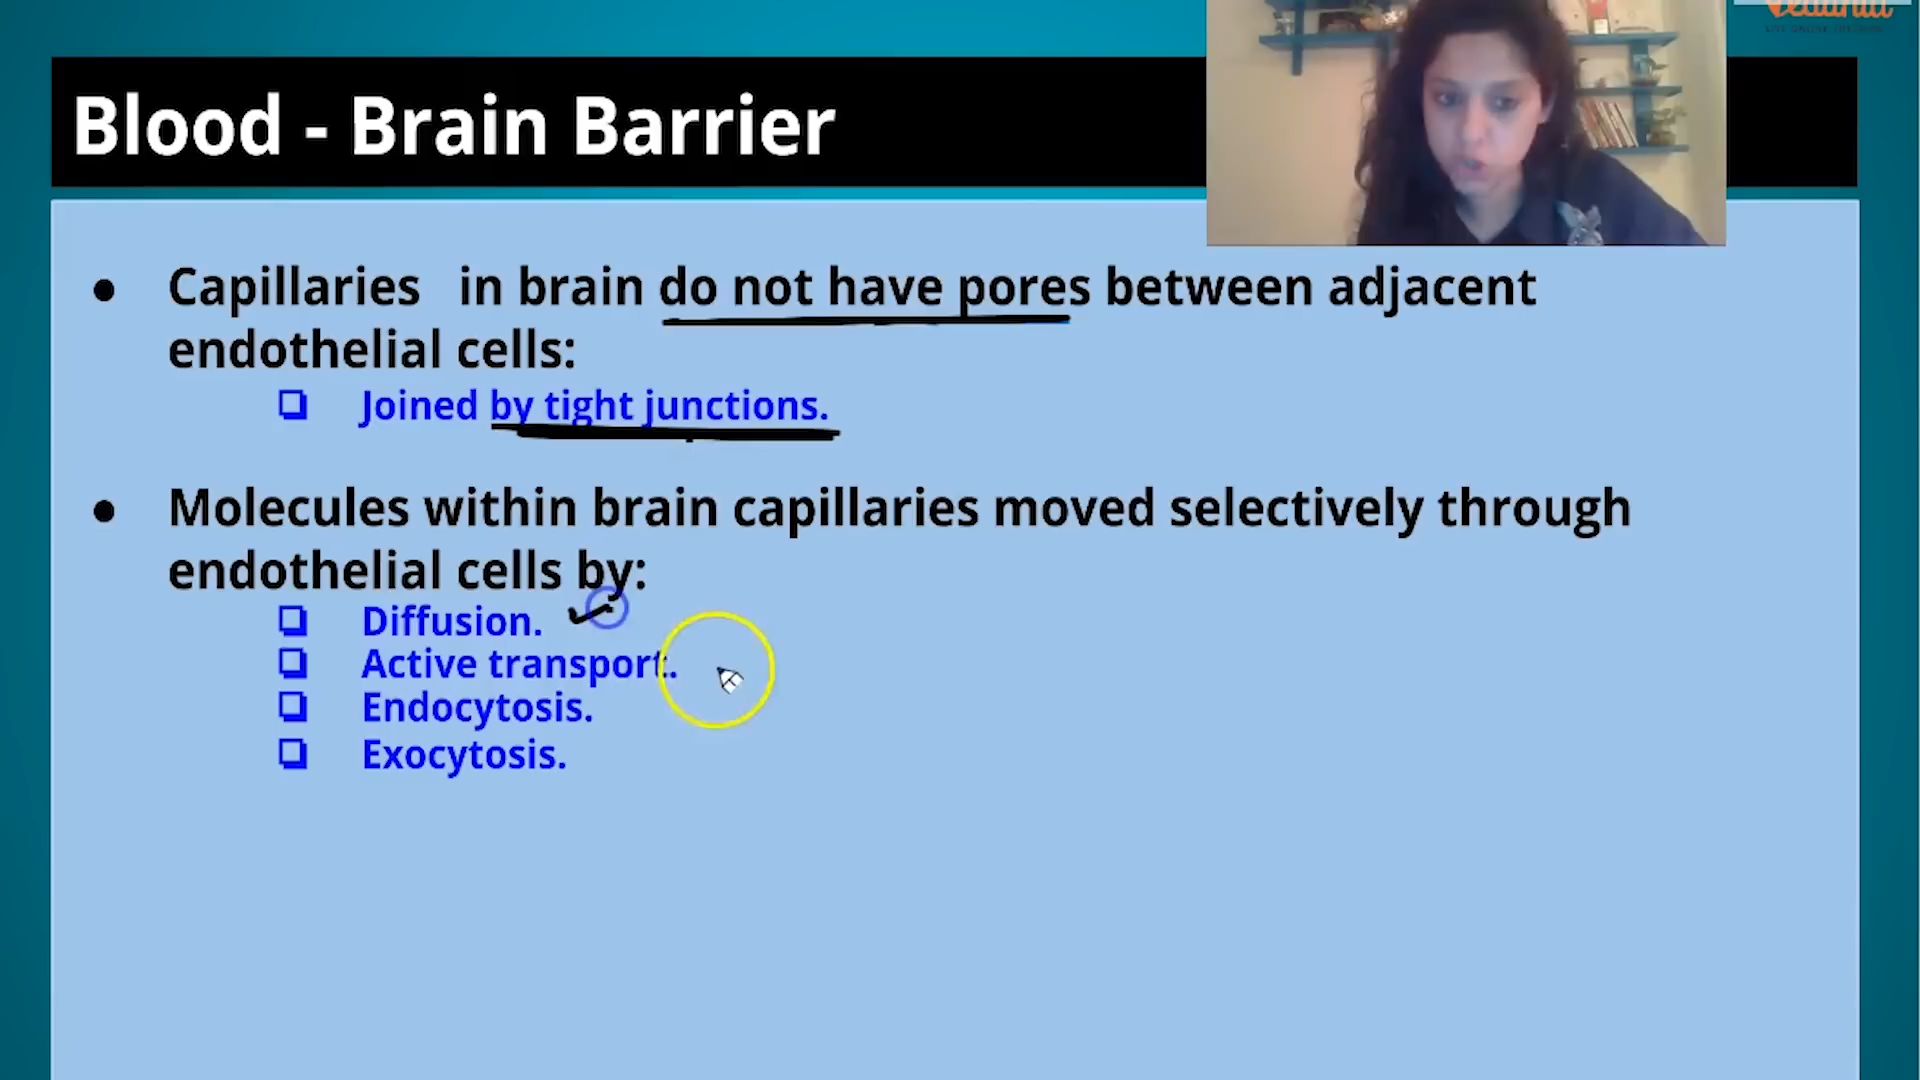 Blood - Brain Barrier
● Capillaries in brain do not have pores between adjacent
endothelial cells:
❏ Joined by tight junctions.
● Molecules within brain capillaries moved selectively through
endothelial cells by:
❏ Diffusion.
❏ Active transport.
❏ Endocytosis.
❏ Exocytosis.